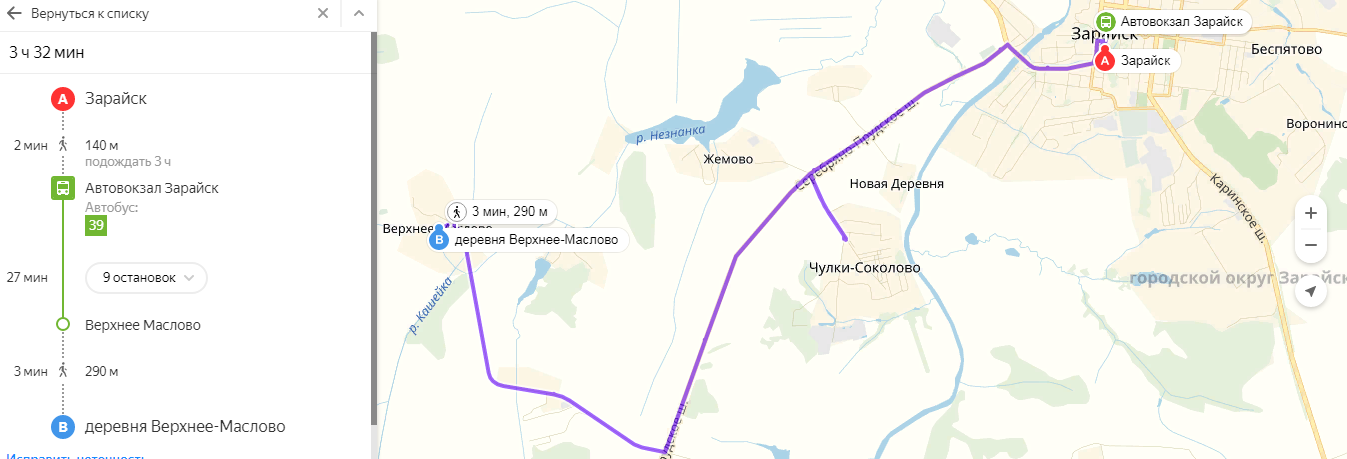 Вернуться к списку
3 ч 32 мин
A Зарайск
2 мин 140 м
подождать 3 ч
Автовокзал Зарайск
Автобус:
39
27 мин 9 остановок
Верхнее Маслово
3 мин 290 м
B деревня Верхнее-Маслово
Автовокзал Зарайск
Зарайск
A Зарайск
Беспятово
Воронино
р. Незнанка
Жемово
Серебряно-Прудское ш.
Новая Деревня
Каринское ш.
3 мин, 290 м
B деревня Верхнее-Маслово
Чулки-Соколово
городской округ Зарайск
р. Кашейка
+
−